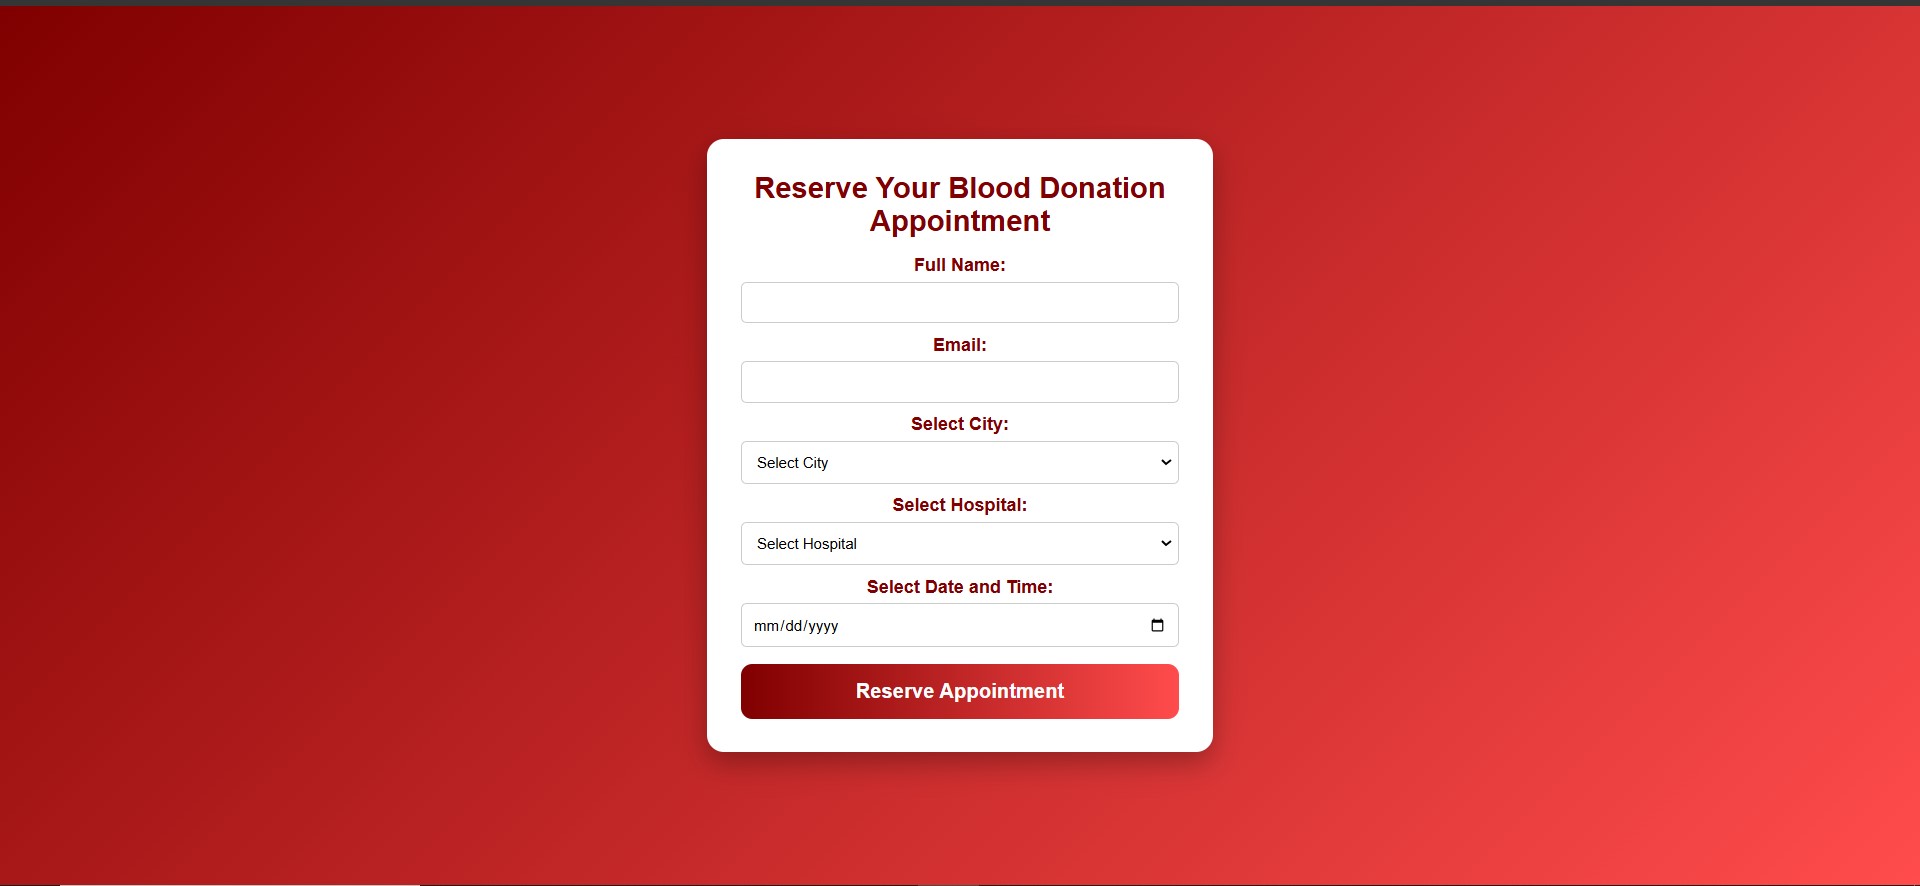 Reserve Your Blood Donation
Appointment
Full Name:
Email:
Select City:
Select City
Select Hospital:
Select Hospital
Select Date and Time:
mm/dd/yyyy
Reserve Appointment